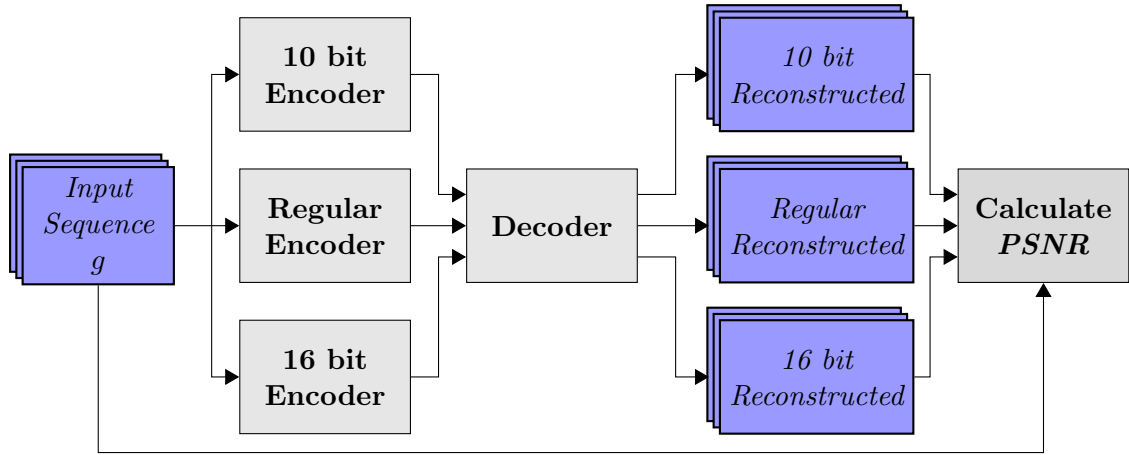 Input
Sequence
g
10 bit
Encoder
Regular
Encoder
16 bit
Encoder
Decoder
10 bit
Reconstructed
Regular
Reconstructed
16 bit
Reconstructed
Calculate
PSNR